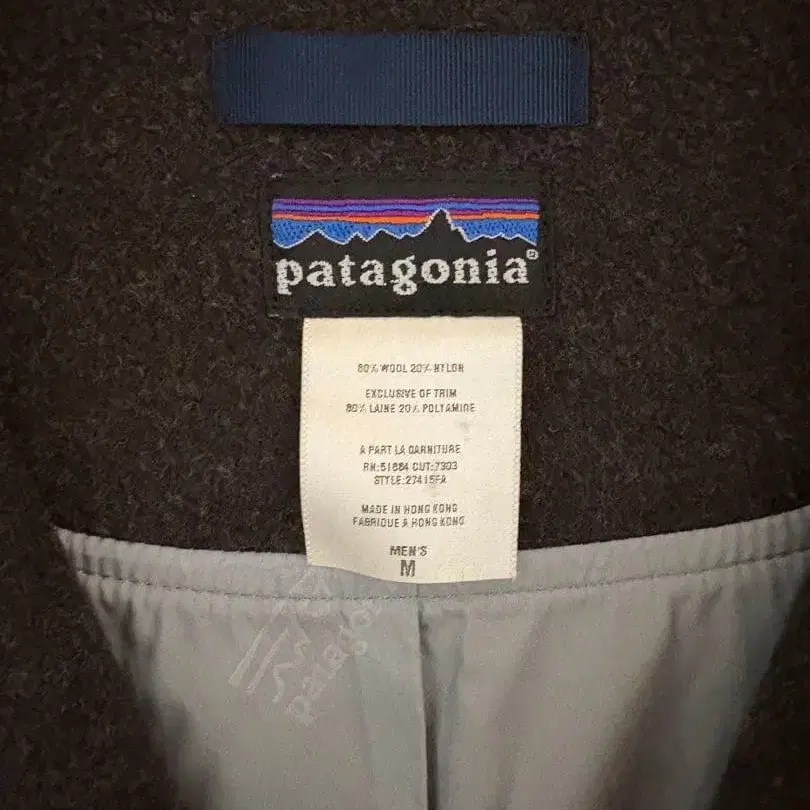 patagonia®
80% WOOL 20% NYLON
EXCLUSIVE OF TRIM
80% LAINE 20% POLYAMIDE
A PART LA GARNITURE
RN:51884 CUT:7303
STYLE:27415FA
MADE IN HONG KONG
FABRIQUE A HONG KONG
MEN'S
M
patago